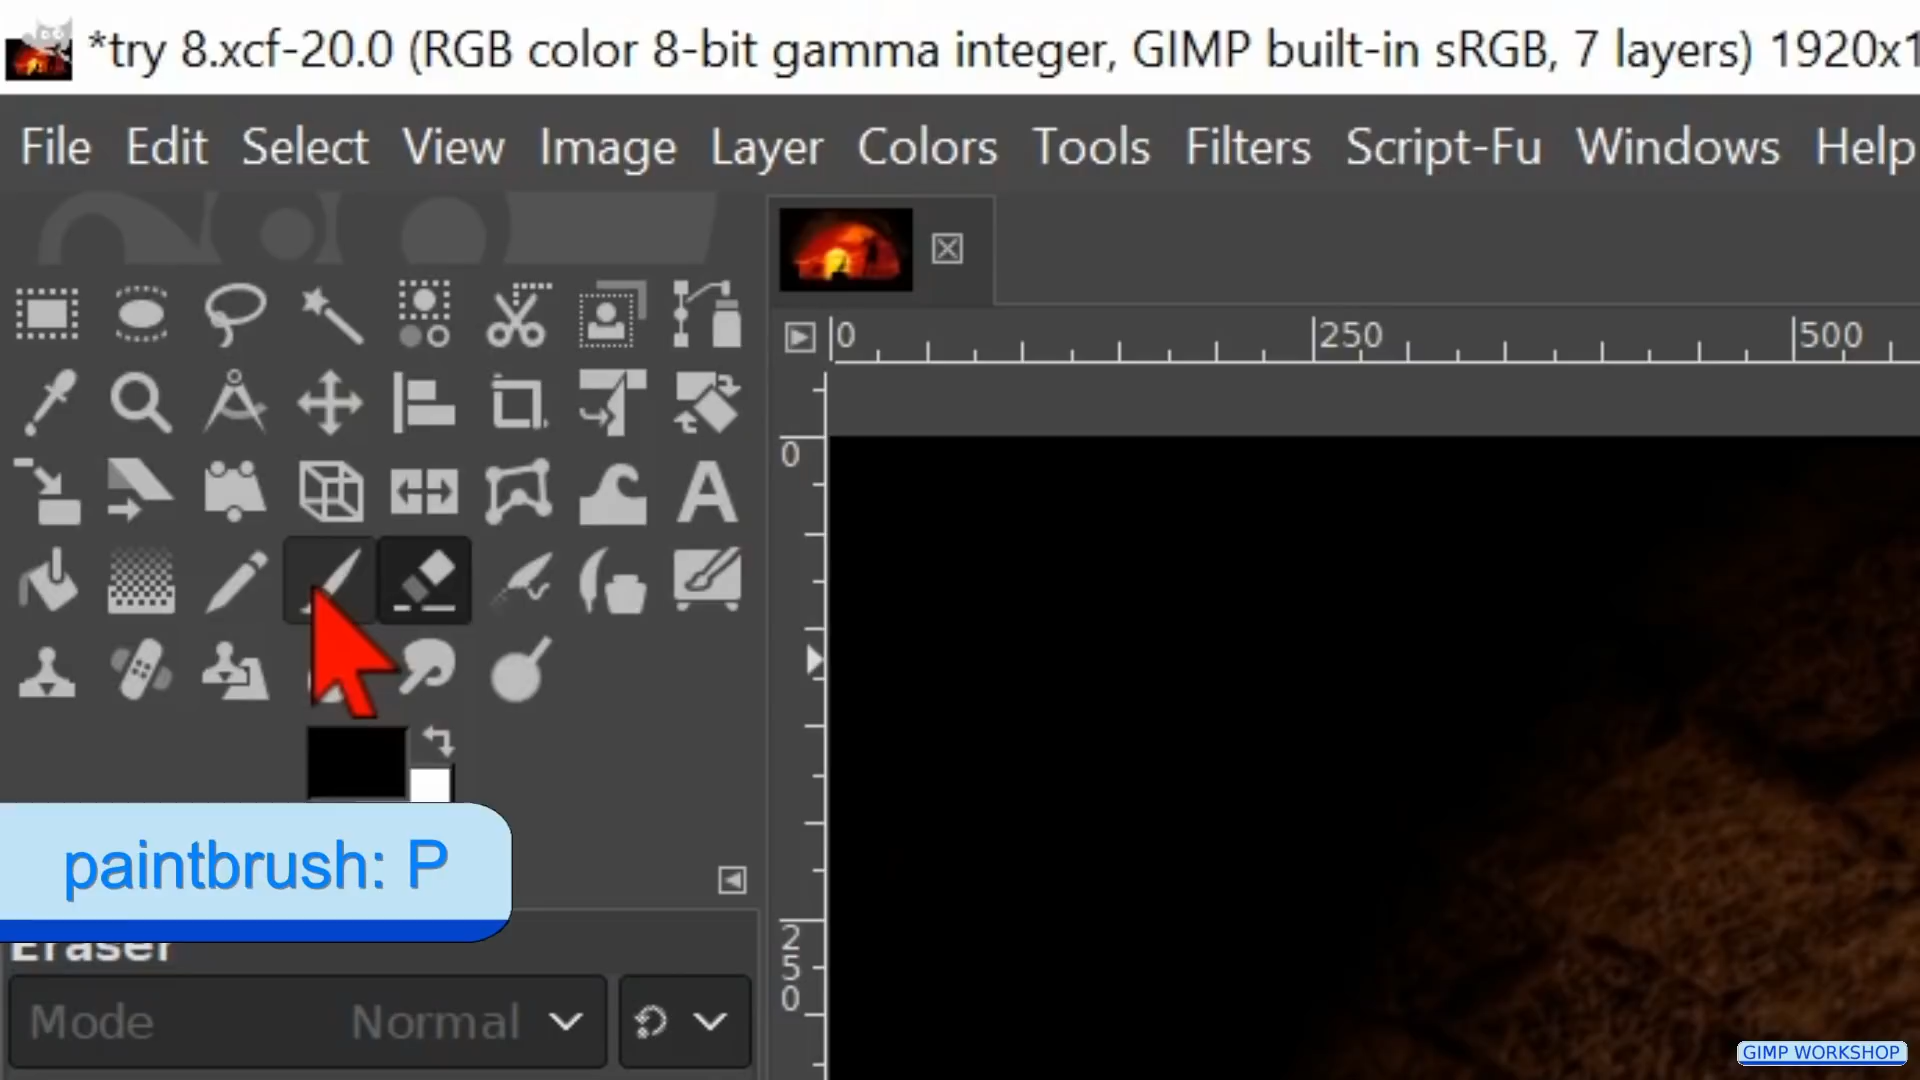 *try 8.xcf-20.0 (RGB color 8-bit gamma integer, GIMP built-in sRGB, 7 layers) 1920x1
File Edit Select View Image Layer Colors Tools Filters Script-Fu Windows Help
0 250 500
0
paintbrush: P
250
Eraser
Mode Normal
GIMP WORKSHOP